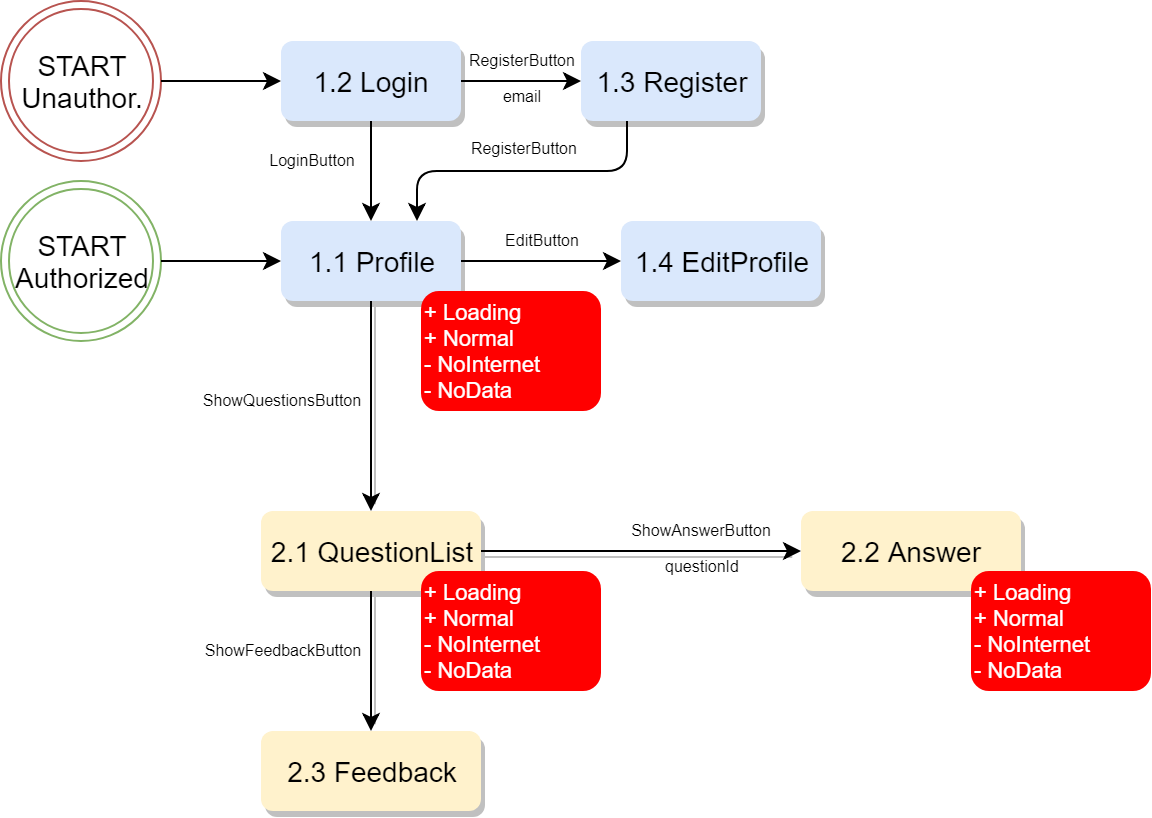 START
Unauthor.
1.2 Login
RegisterButton
email
1.3 Register
LoginButton
RegisterButton
START
Authorized
1.1 Profile
EditButton
1.4 EditProfile
+ Loading
+ Normal
- NoInternet
- NoData
ShowQuestionsButton
2.1 QuestionList
ShowAnswerButton
questionId
2.2 Answer
+ Loading
+ Normal
- NoInternet
- NoData
+ Loading
+ Normal
- NoInternet
- NoData
ShowFeedbackButton
2.3 Feedback